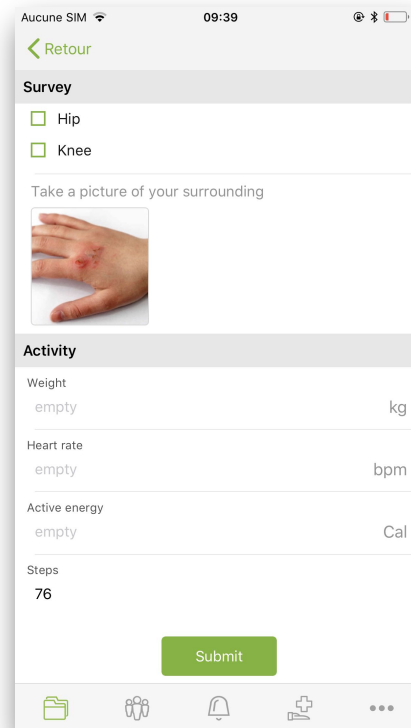 Aucune SIM 09:39
Retour
Survey
Hip
Knee
Take a picture of your surrounding
Activity
Weight
empty kg
Heart rate
empty bpm
Active energy
empty Cal
Steps
76
Submit